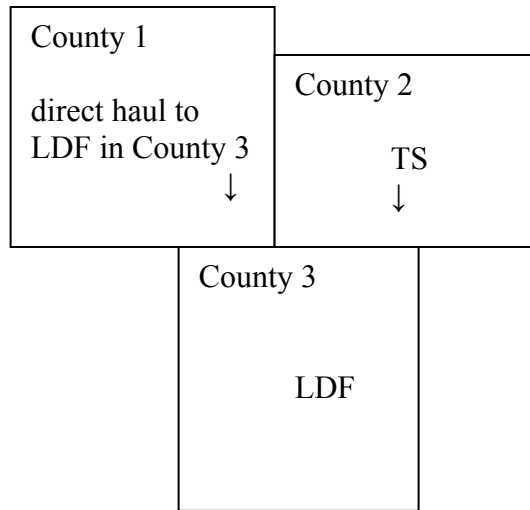 County 1
direct haul to
LDF in County 3
↓
County 2
TS
↓
County 3
LDF